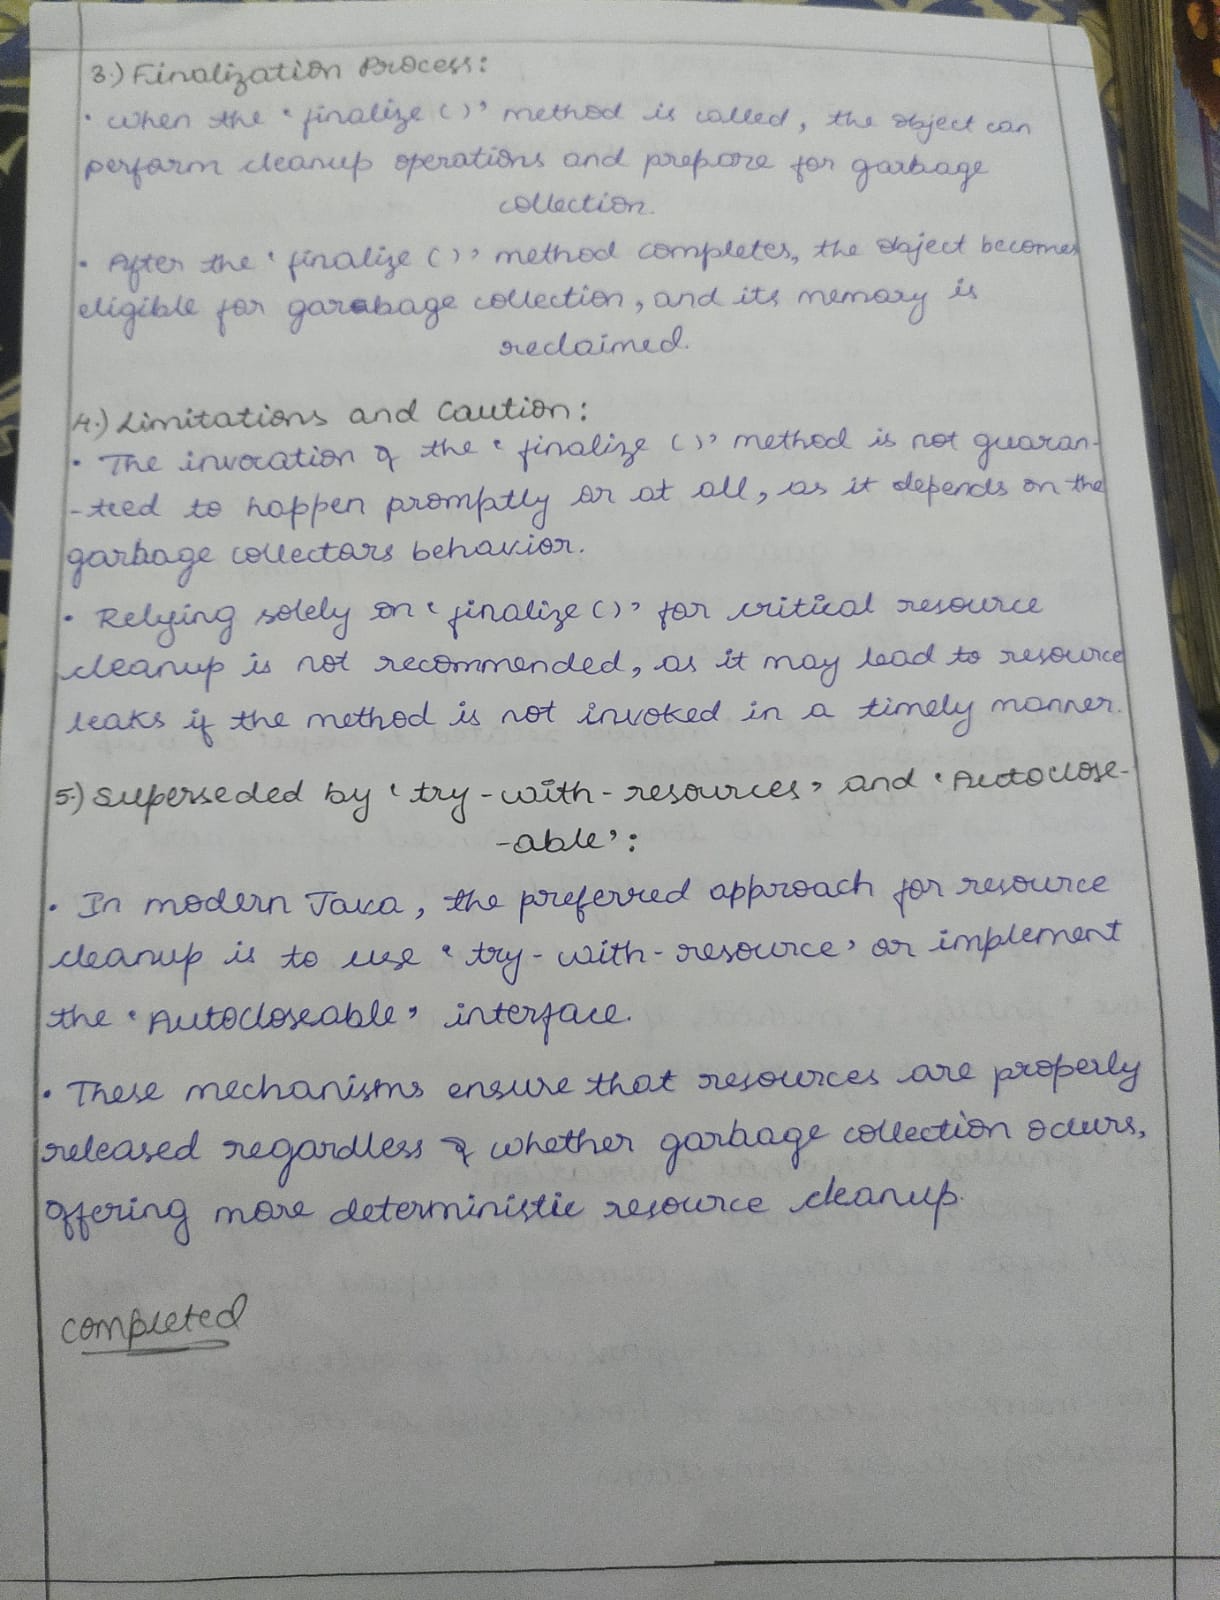 3.) Finalization Process:
• When the 'finalize ()' method is called, the object can
perform cleanup operations and prepare for garbage
collection.
• After the 'finalize ()' method completes, the object becomes
eligible for garabage collection, and its memory is
reclaimed.
4.) Limitations and Caution:
• The invocation of the 'finalize ()' method is not guaran-
-teed to happen promptly or at all, as it depends on the
garbage collectors behavior.
• Relying solely on 'finalize ()' for critical resource
cleanup is not recommended, as it may lead to resource
leaks if the method is not invoked in a timely manner.
5.) Superseded by 'try-with-resources' and 'Autoclose-
-able':
• In modern Java, the preferred approach for resource
cleanup is to use 'try-with-resource' or implement
the 'Autocloseable' interface.
• These mechanisms ensure that resources are properly
released regardless of whether garbage collection occurs,
offering more deterministic resource cleanup.
completed